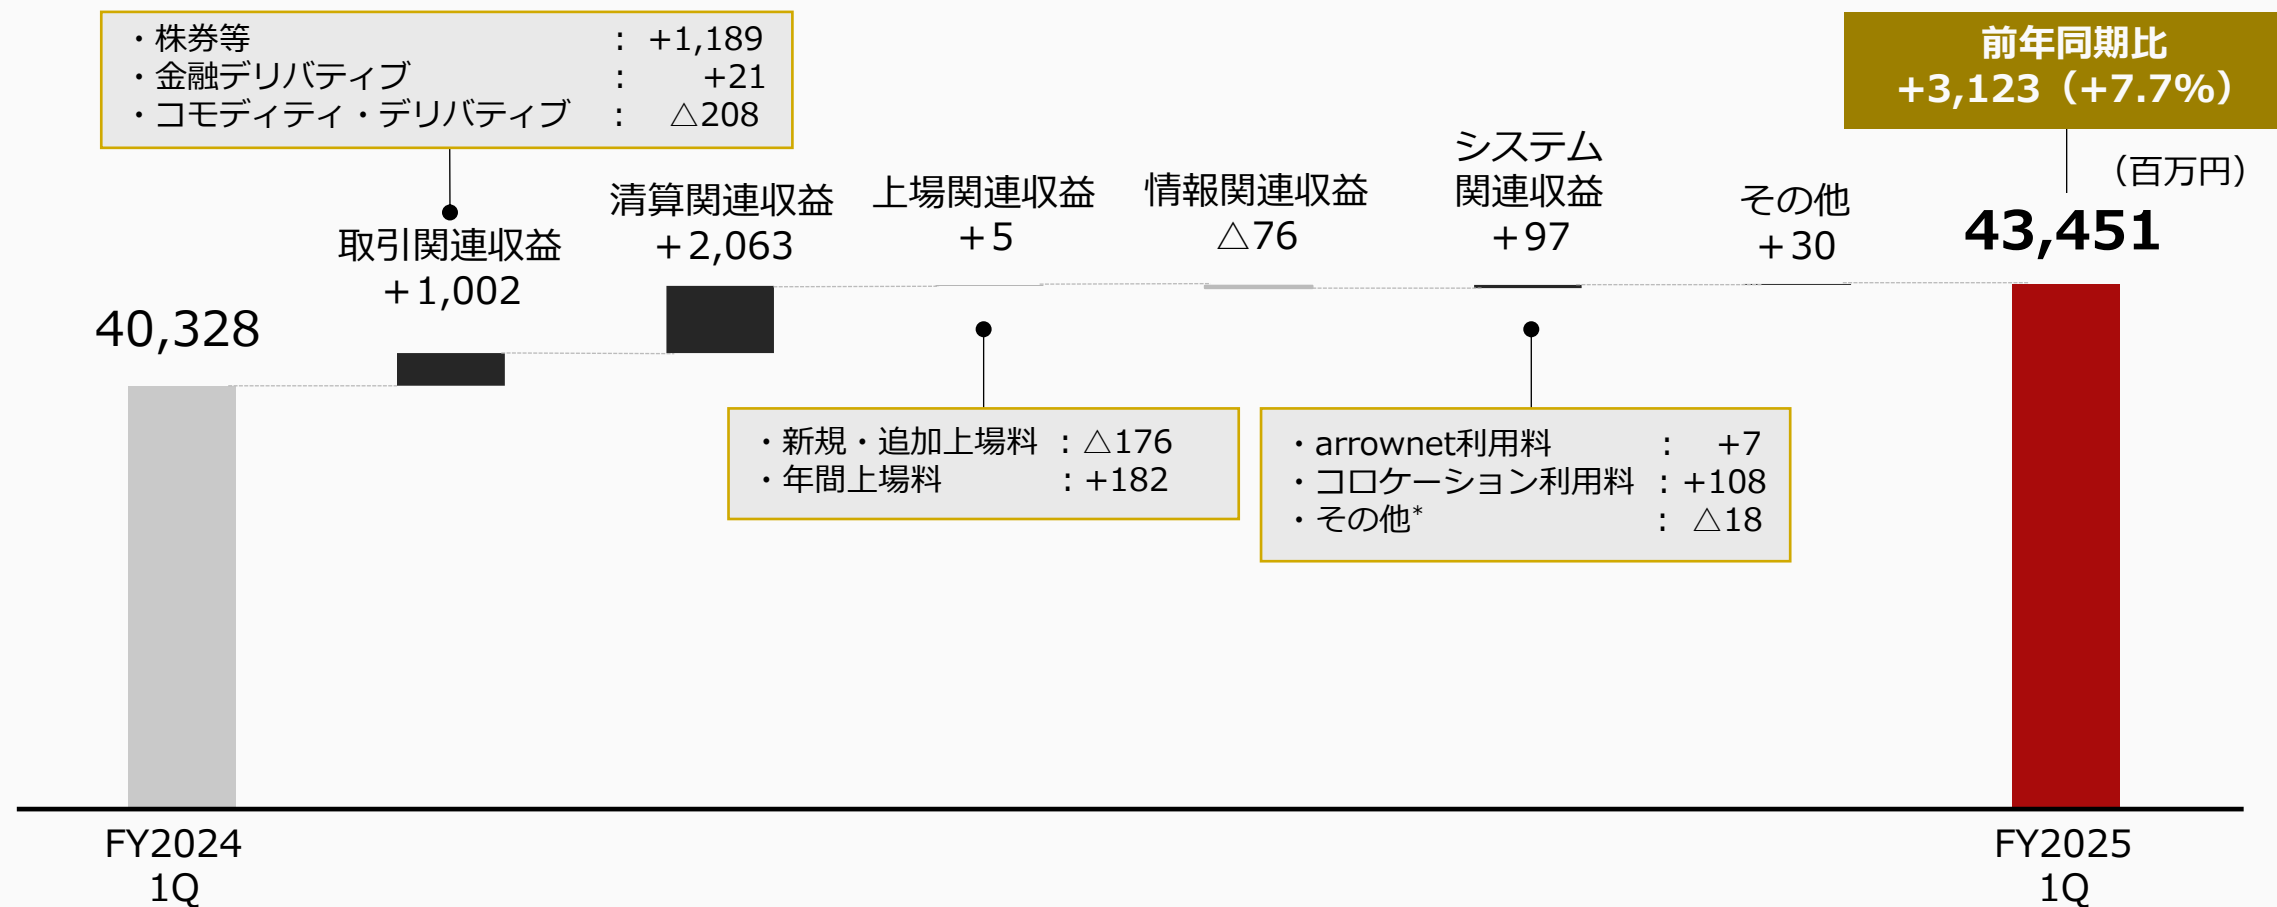 ・株券等 : +1,189
・金融デリバティブ : +21
・コモディティ・デリバティブ : △208
前年同期比
+3,123（+7.7%）
（百万円）
40,328
取引関連収益
+1,002
清算関連収益
+2,063
上場関連収益
+5
情報関連収益
△76
システム
関連収益
+97
その他
+30
43,451
・新規・追加上場料 : △176
・年間上場料 : +182
・arrownet利用料 : +7
・コロケーション利用料 : +108
・その他* : △18
FY2024
1Q
FY2025
1Q